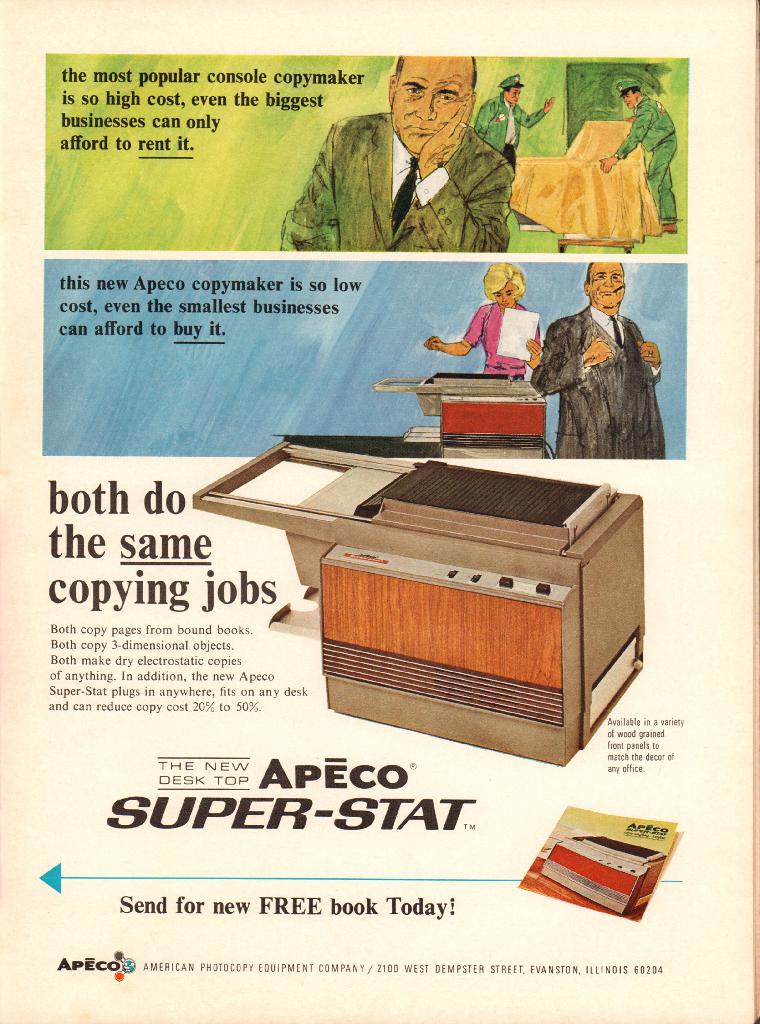 the most popular console copymaker
is so high cost, even the biggest
businesses can only
afford to rent it.
this new Apeco copymaker is so low
cost, even the smallest businesses
can afford to buy it.
both do
the same
copying jobs
Both copy pages from bound books.
Both copy 3-dimensional objects.
Both make dry electrostatic copies
of anything. In addition, the new Apeco
Super-Stat plugs in anywhere, fits on any desk
and can reduce copy cost 20% to 50%.
Available in a variety
of wood grained
front panels to
match the decor of
any office.
THE NEW
DESK TOP
APĒCO®
SUPER-STAT™
APĒCO
SUPER-STAT
Send for new FREE book Today!
APĒCO AMERICAN PHOTOCOPY EQUIPMENT COMPANY / 2100 WEST DEMPSTER STREET, EVANSTON, ILLINOIS 60204